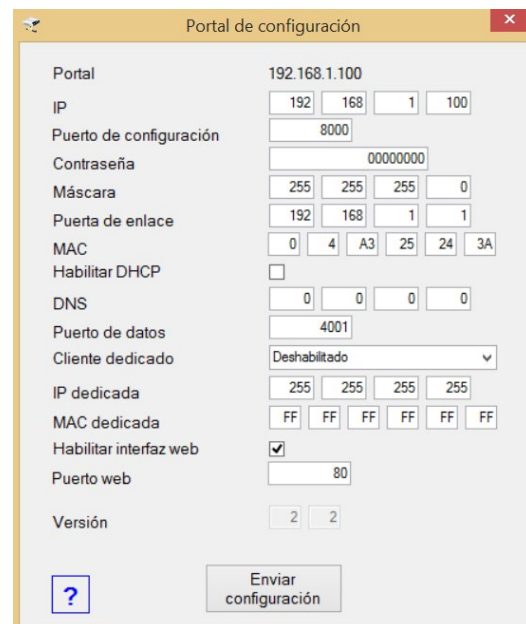 Portal de configuración
Portal 192.168.1.100
IP 192 168 1 100
Puerto de configuración 8000
Contraseña 00000000
Máscara 255 255 255 0
Puerta de enlace 192 168 1 1
MAC 0 4 A3 25 24 3A
Habilitar DHCP
DNS 0 0 0 0
Puerto de datos 4001
Cliente dedicado Deshabilitado
IP dedicada 255 255 255 255
MAC dedicada FF FF FF FF FF FF
Habilitar interfaz web
Puerto web 80
Versión 2 2
? Enviar
configuración